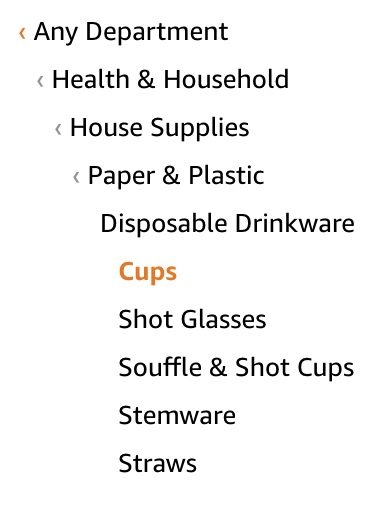 ‹ Any Department
‹ Health & Household
‹ House Supplies
‹ Paper & Plastic
Disposable Drinkware
Cups
Shot Glasses
Souffle & Shot Cups
Stemware
Straws